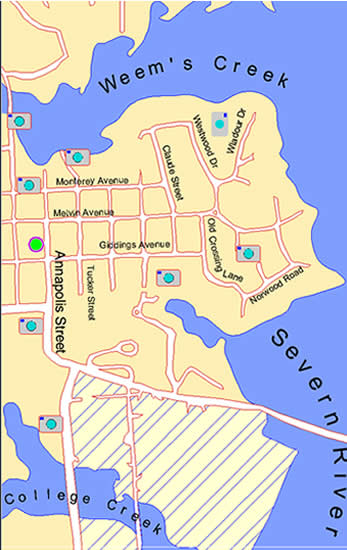 Weem's Creek
Westwood Dr
Wladour Dr
Claude Street
Monterey Avenue
Melvin Avenue
Giddings Avenue
Old Crossing Lane
Norwood Road
Annapolis Street
Tucker Street
Severn River
College Creek